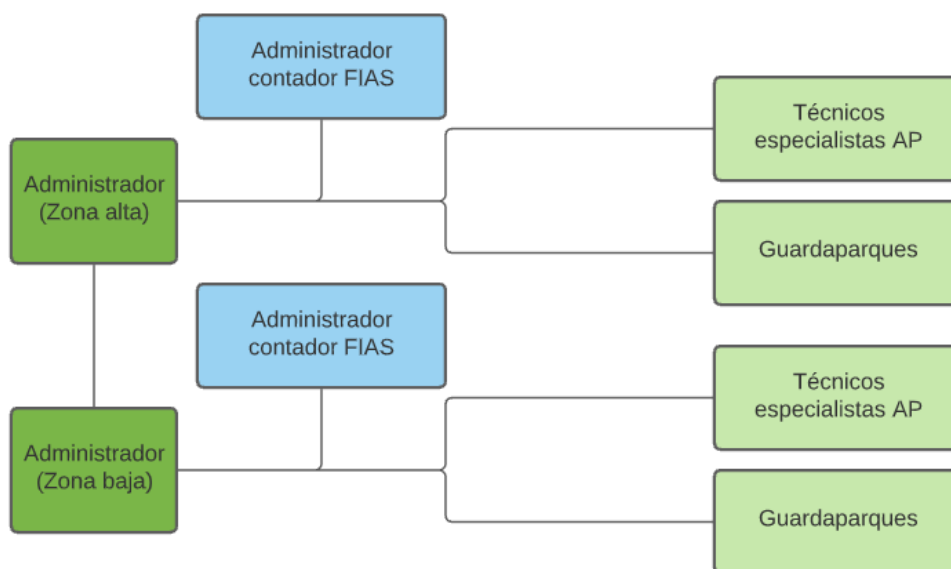 Administrador
contador FIAS
Técnicos
especialistas AP
Administrador
(Zona alta)
Guardaparques
Administrador
contador FIAS
Técnicos
especialistas AP
Administrador
(Zona baja)
Guardaparques